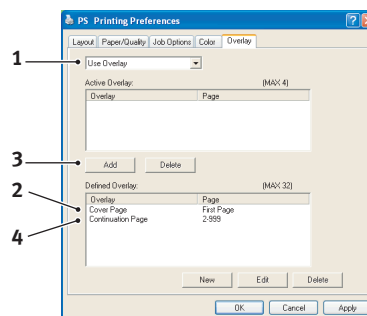 PS Printing Preferences
Layout Paper/Quality Job Options Color Overlay
1 Use Overlay
Active Overlay: (MAX 4)
Overlay Page
3 Add Delete
Defined Overlay: (MAX 32)
Overlay Page
2 Cover Page First Page
4 Continuation Page 2-999
New Edit Delete
OK Cancel Apply